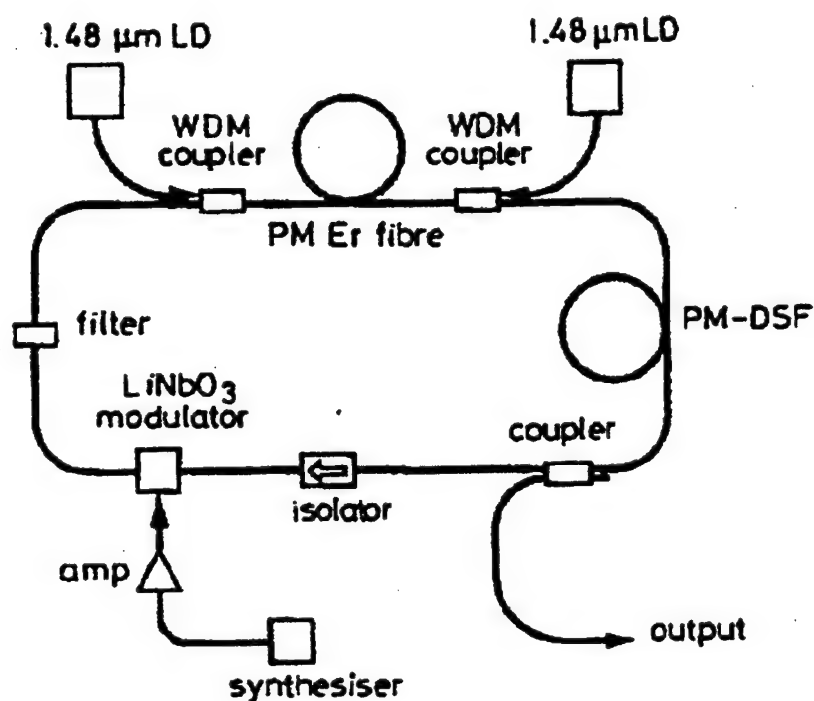 1.48 µm LD
1.48 µm LD
WDM
coupler
WDM
coupler
PM Er fibre
PM-DSF
filter
LiNbO₃
modulator
coupler
isolator
amp
output
synthesiser